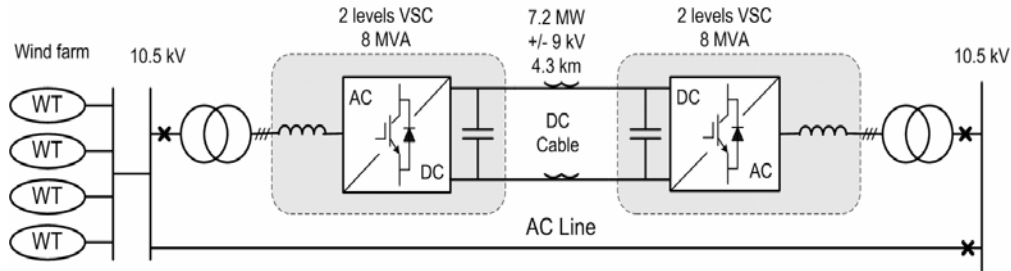 2 levels VSC
8 MVA
7.2 MW
+/- 9 kV
4.3 km
2 levels VSC
8 MVA
Wind farm
10.5 kV
10.5 kV
WT
WT
WT
WT
AC
DC
DC
Cable
DC
AC
AC Line